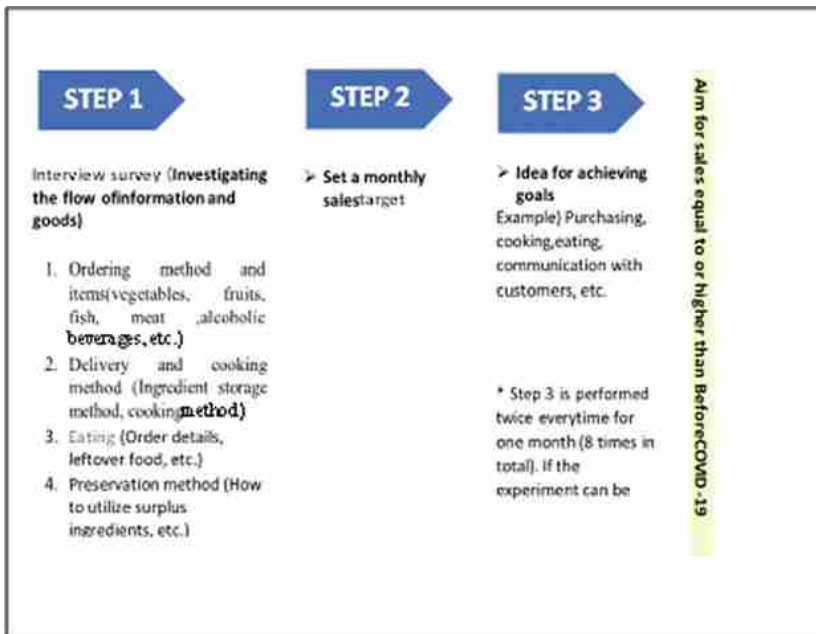 STEP 1
Interview survey (Investigating
the flow ofinformation and
goods)
1. Ordering method and
items(vegetables, fruits,
fish, meat ,alcoholic
beverages, etc.)
2. Delivery and cooking
method (Ingredient storage
method, cookingmethod)
3. Eating (Order details,
leftover food, etc.)
4. Preservation method (How
to utilize surplus
ingredients, etc.)
STEP 2
➢ Set a monthly
salestarget
STEP 3
➢ Idea for achieving
goals
Example) Purchasing,
cooking,eating,
communication with
customers, etc.
* Step 3 is performed
twice everytime for
one month (8 times in
total). If the
experiment can be
Aim for sales equal to or higher than BeforeCOVID -19